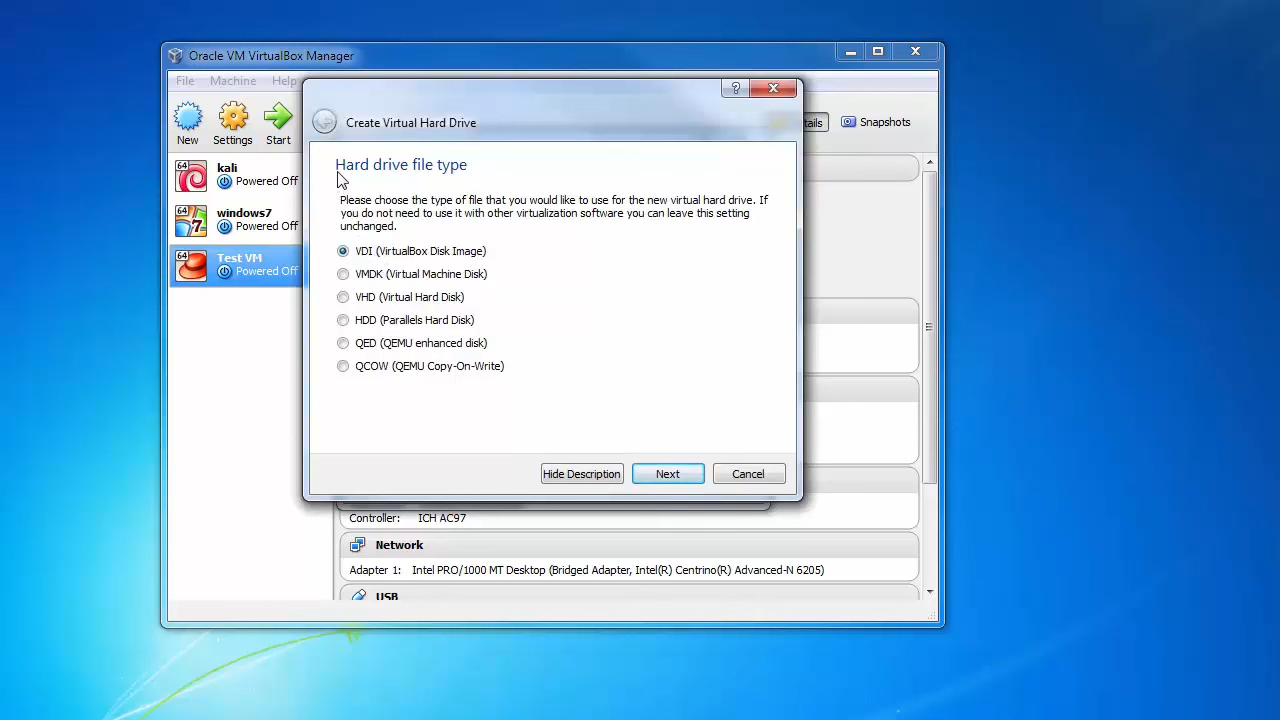 Oracle VM VirtualBox Manager
File Machine Help
New Settings Start
Snapshots
64 kali
Powered Off
64 windows7
Powered Off
64 Test VM
Powered Off
?
Create Virtual Hard Drive
Hard drive file type
Please choose the type of file that you would like to use for the new virtual hard drive. If
you do not need to use it with other virtualization software you can leave this setting
unchanged.
VDI (VirtualBox Disk Image)
VMDK (Virtual Machine Disk)
VHD (Virtual Hard Disk)
HDD (Parallels Hard Disk)
QED (QEMU enhanced disk)
QCOW (QEMU Copy-On-Write)
Hide Description Next Cancel
Controller: ICH AC97
Network
Adapter 1: Intel PRO/1000 MT Desktop (Bridged Adapter, Intel(R) Centrino(R) Advanced-N 6205)
USB